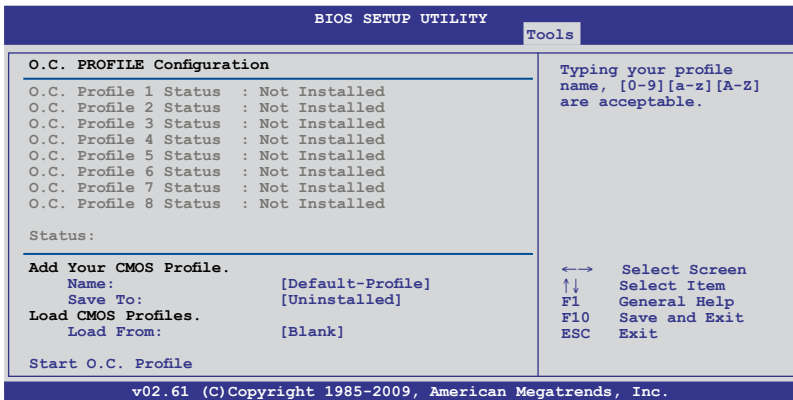 BIOS SETUP UTILITY
Tools
O.C. PROFILE Configuration
O.C. Profile 1 Status : Not Installed
O.C. Profile 2 Status : Not Installed
O.C. Profile 3 Status : Not Installed
O.C. Profile 4 Status : Not Installed
O.C. Profile 5 Status : Not Installed
O.C. Profile 6 Status : Not Installed
O.C. Profile 7 Status : Not Installed
O.C. Profile 8 Status : Not Installed
Status:
Add Your CMOS Profile.
Name: [Default-Profile]
Save To: [Uninstalled]
Load CMOS Profiles.
Load From: [Blank]
Start O.C. Profile
Typing your profile
name, [0-9][a-z][A-Z]
are acceptable.
←→ Select Screen
↑↓ Select Item
F1 General Help
F10 Save and Exit
ESC Exit
v02.61 (C)Copyright 1985-2009, American Megatrends, Inc.